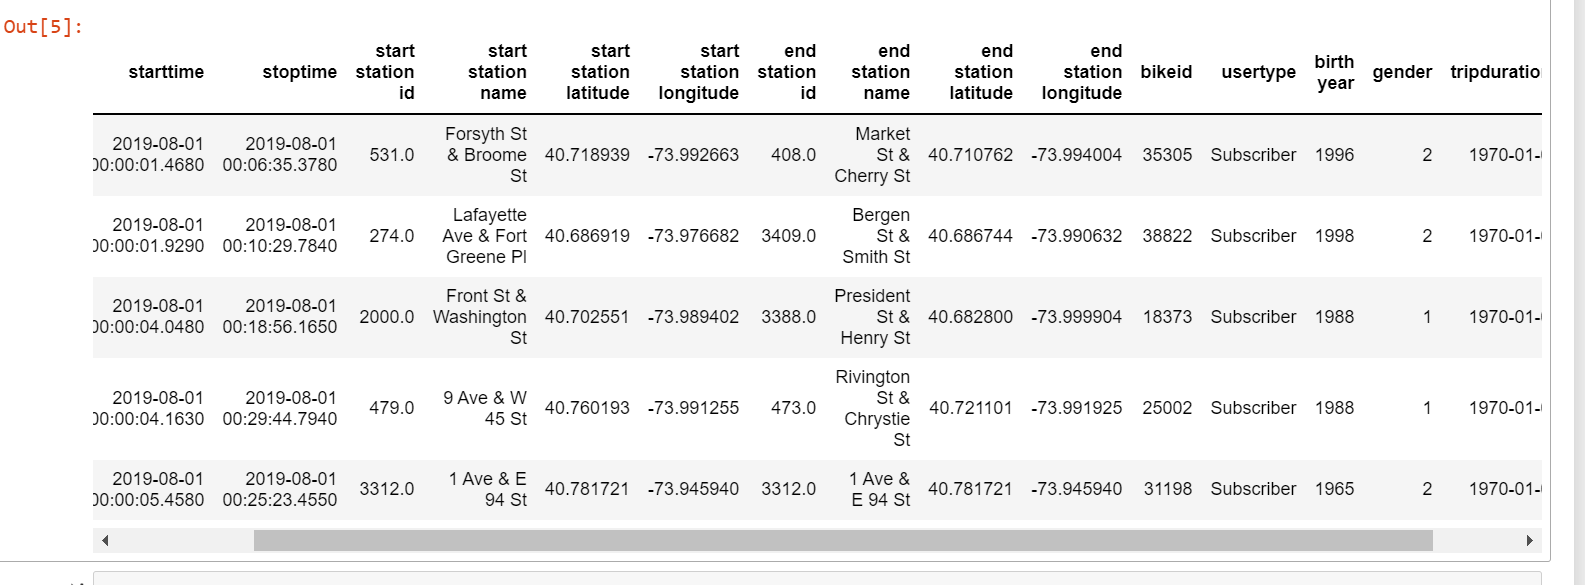 Out[5]:
starttime stoptime start station id start station name start station latitude start station longitude end station id end station name end station latitude end station longitude bikeid usertype birth year gender tripduratio
2019-08-01 00:00:01.4680 2019-08-01 00:06:35.3780 531.0 Forsyth St & Broome St 40.718939 -73.992663 408.0 Market St & Cherry St 40.710762 -73.994004 35305 Subscriber 1996 2 1970-01-
2019-08-01 00:00:01.9290 2019-08-01 00:10:29.7840 274.0 Lafayette Ave & Fort Greene Pl 40.686919 -73.976682 3409.0 Bergen St & Smith St 40.686744 -73.990632 38822 Subscriber 1998 2 1970-01-
2019-08-01 00:00:04.0480 2019-08-01 00:18:56.1650 2000.0 Front St & Washington St 40.702551 -73.989402 3388.0 President St & Henry St 40.682800 -73.999904 18373 Subscriber 1988 1 1970-01-
2019-08-01 00:00:04.1630 2019-08-01 00:29:44.7940 479.0 9 Ave & W 45 St 40.760193 -73.991255 473.0 Rivington St & Chrystie St 40.721101 -73.991925 25002 Subscriber 1988 1 1970-01-
2019-08-01 00:00:05.4580 2019-08-01 00:25:23.4550 3312.0 1 Ave & E 94 St 40.781721 -73.945940 3312.0 1 Ave & E 94 St 40.781721 -73.945940 31198 Subscriber 1965 2 1970-01-